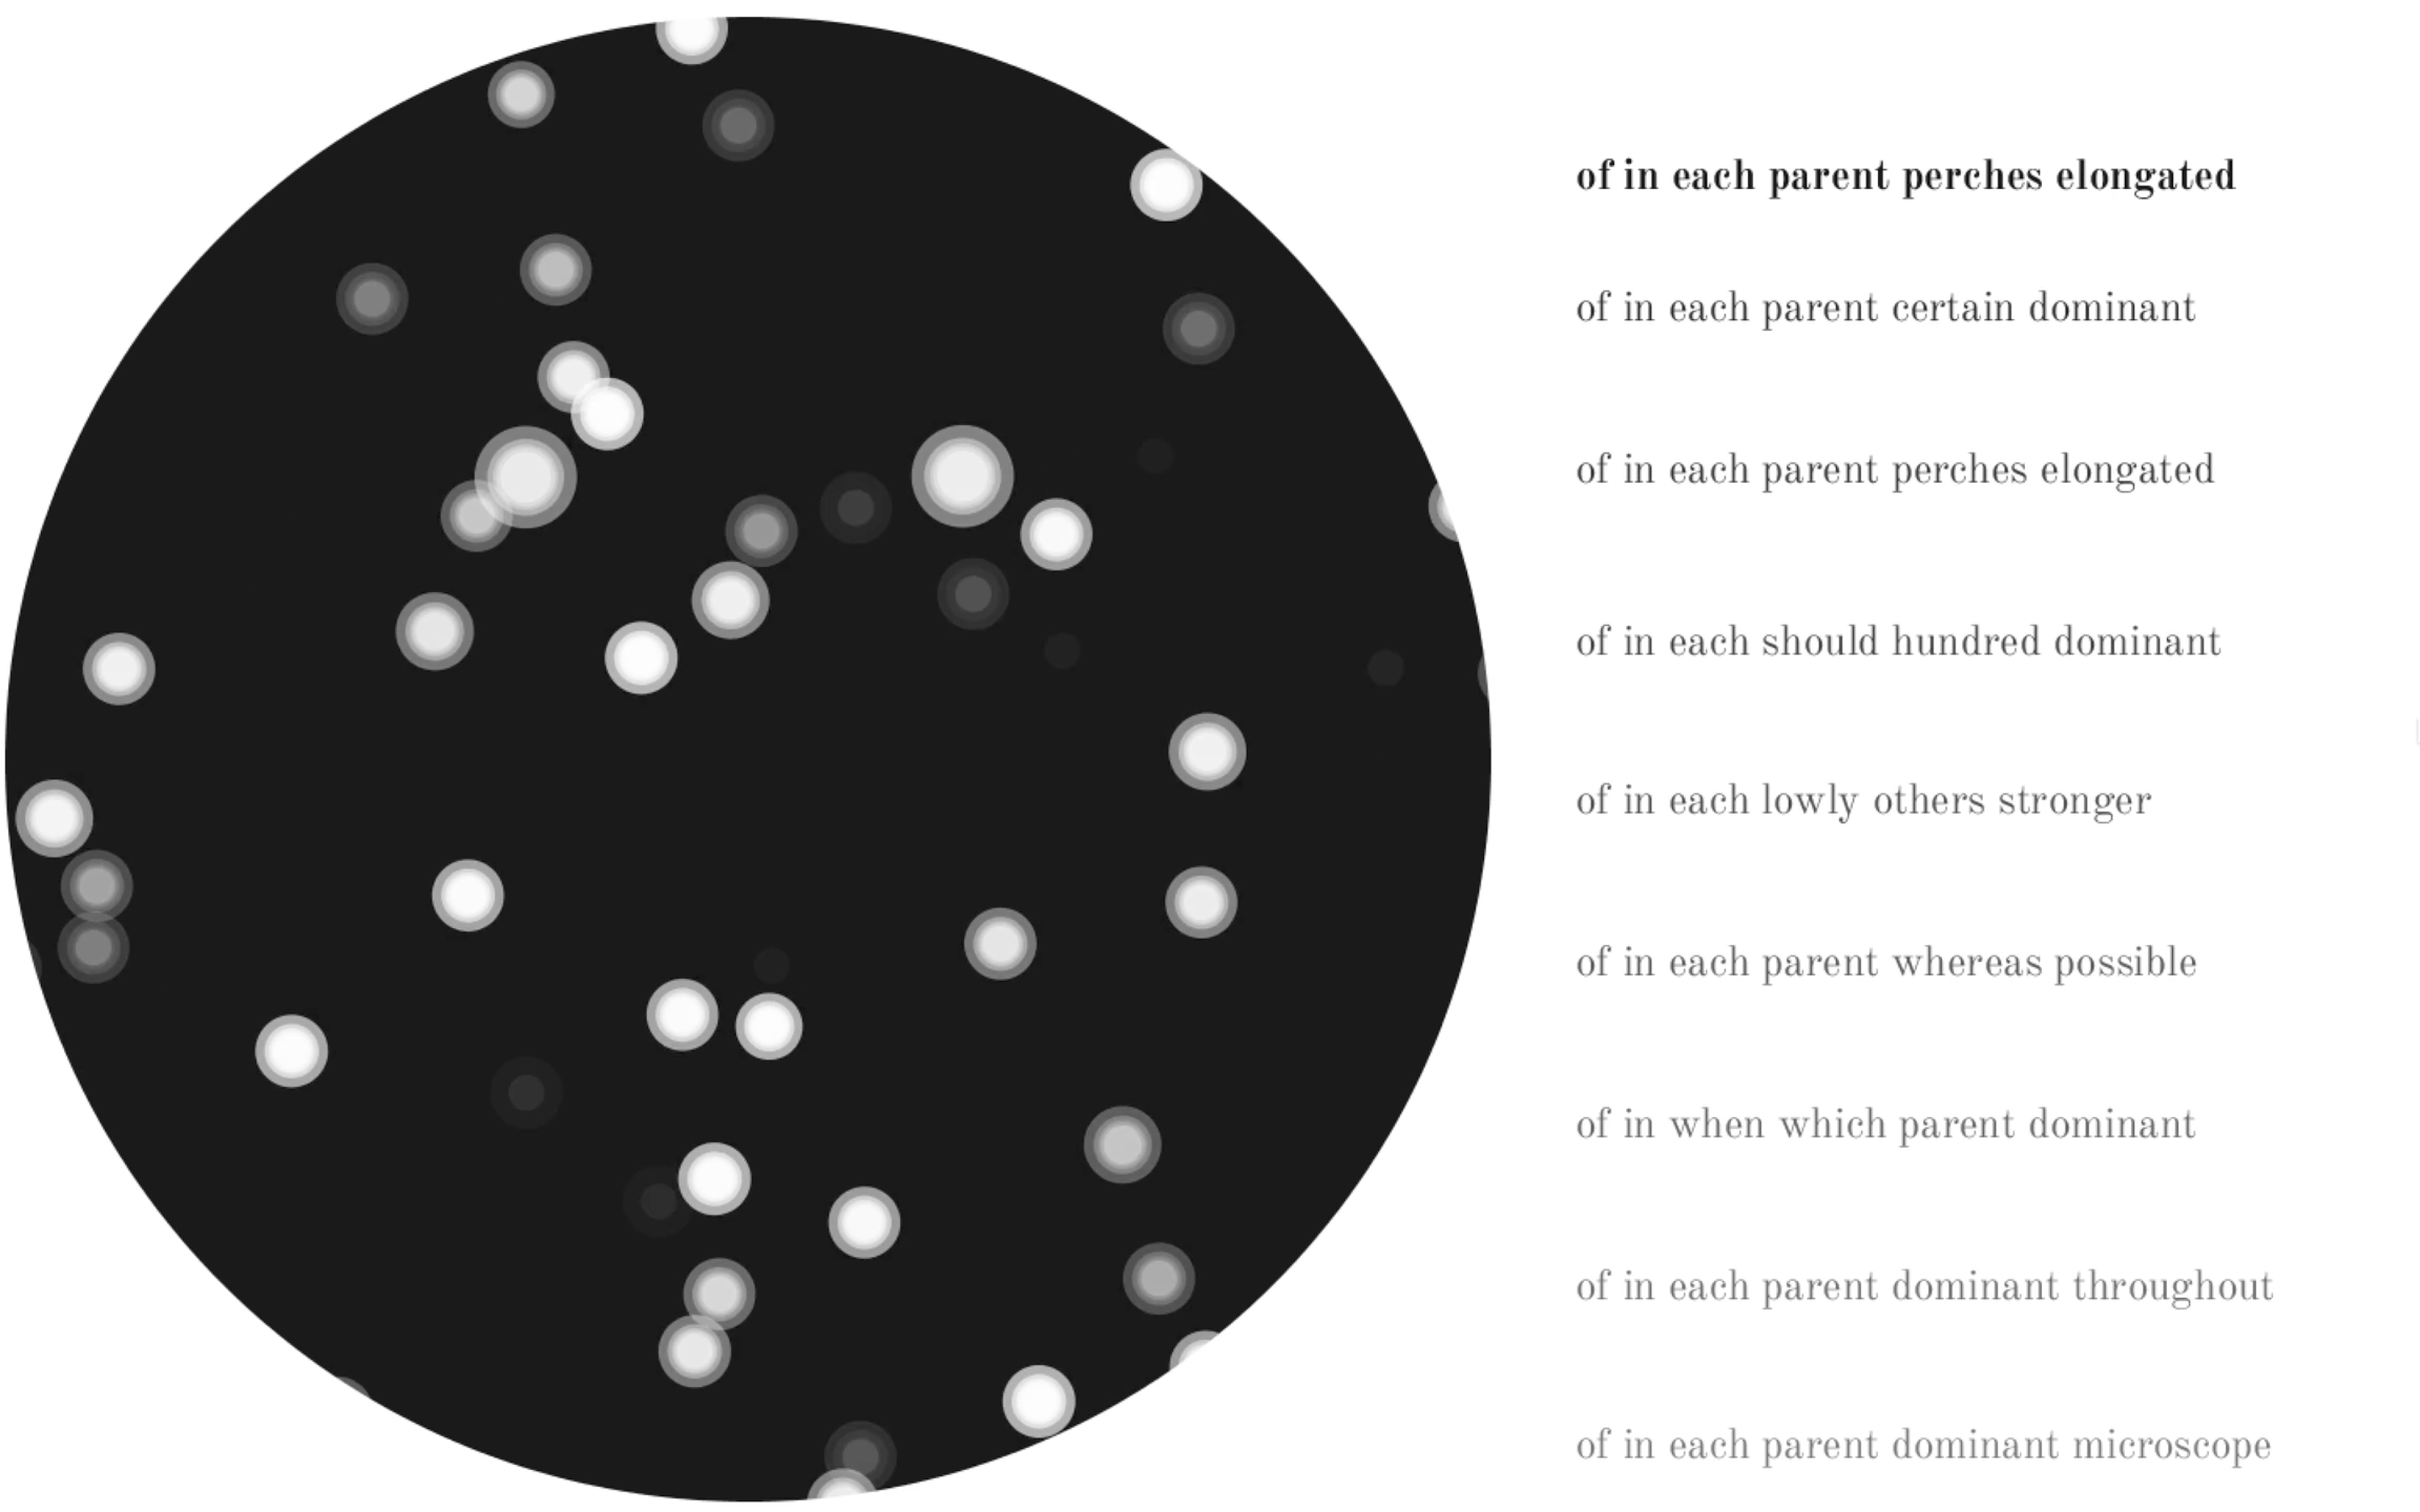 of in each parent perches elongated
of in each parent certain dominant
of in each parent perches elongated
of in each should hundred dominant
of in each lowly others stronger
of in each parent whereas possible
of in when which parent dominant
of in each parent dominant throughout
of in each parent dominant microscope